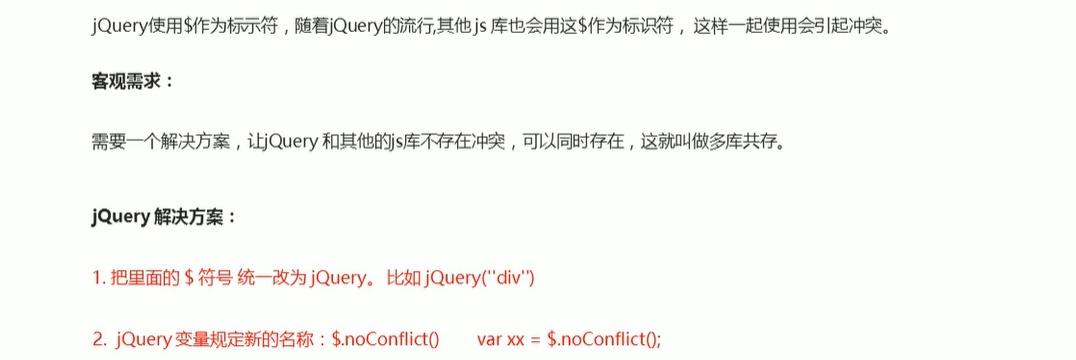 jQuery使用$作为标示符，随着jQuery的流行,其他 js 库也会用这$作为标识符， 这样一起使用会引起冲突。
客观需求：
需要一个解决方案，让jQuery 和其他的js库不存在冲突，可以同时存在，这就叫做多库共存。
jQuery 解决方案：
1. 把里面的 $ 符号 统一改为 jQuery。 比如 jQuery(''div'')
2. jQuery 变量规定新的名称：$.noConflict() var xx = $.noConflict();